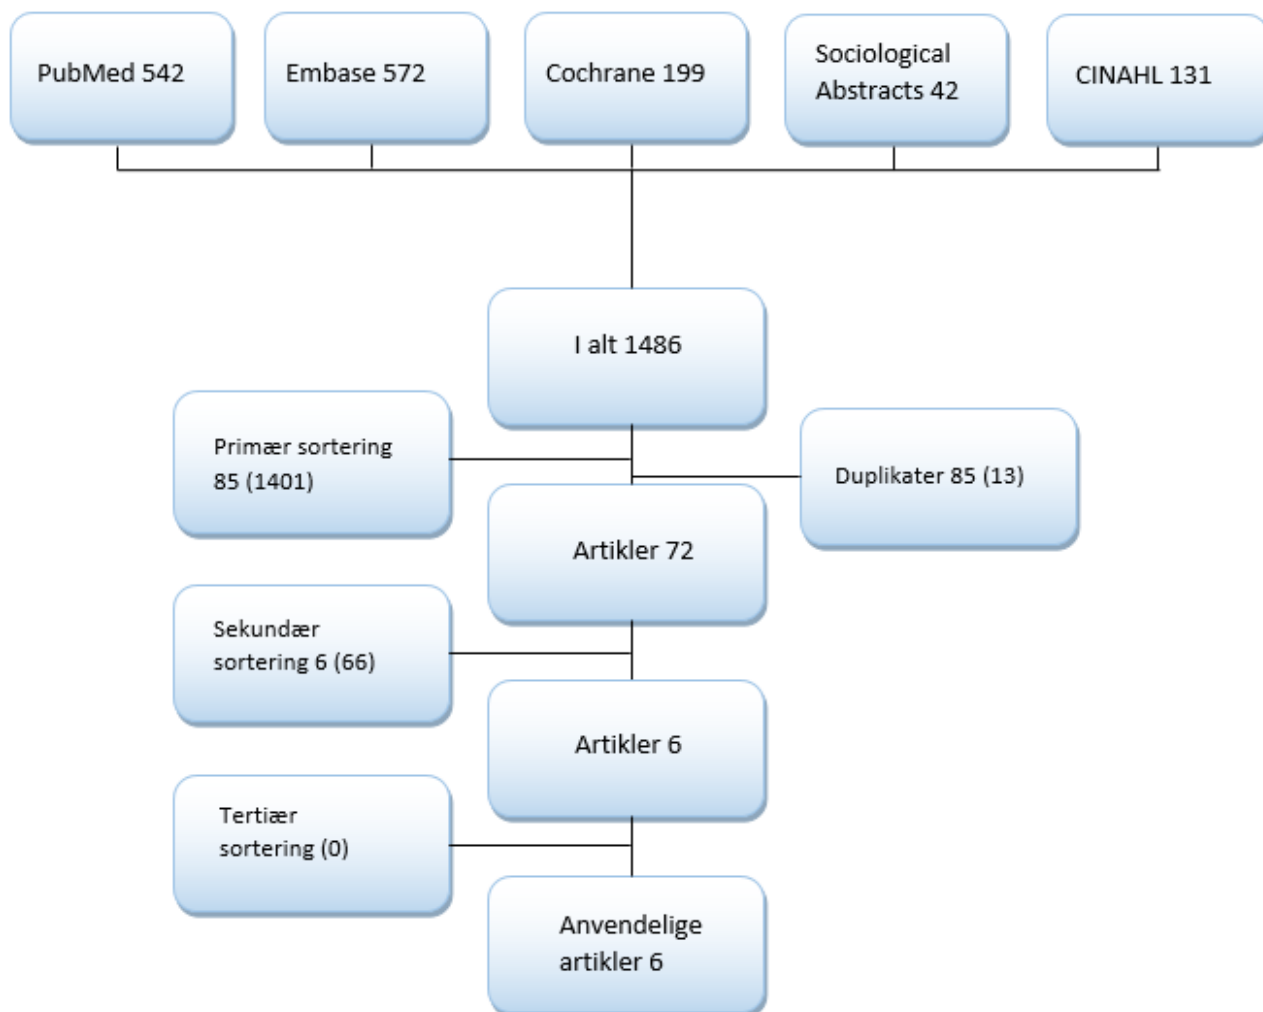 PubMed 542
Embase 572
Cochrane 199
Sociological
Abstracts 42
CINAHL 131
I alt 1486
Primær sortering
85 (1401)
Duplikater 85 (13)
Artikler 72
Sekundær
sortering 6 (66)
Artikler 6
Tertiær
sortering (0)
Anvendelige
artikler 6